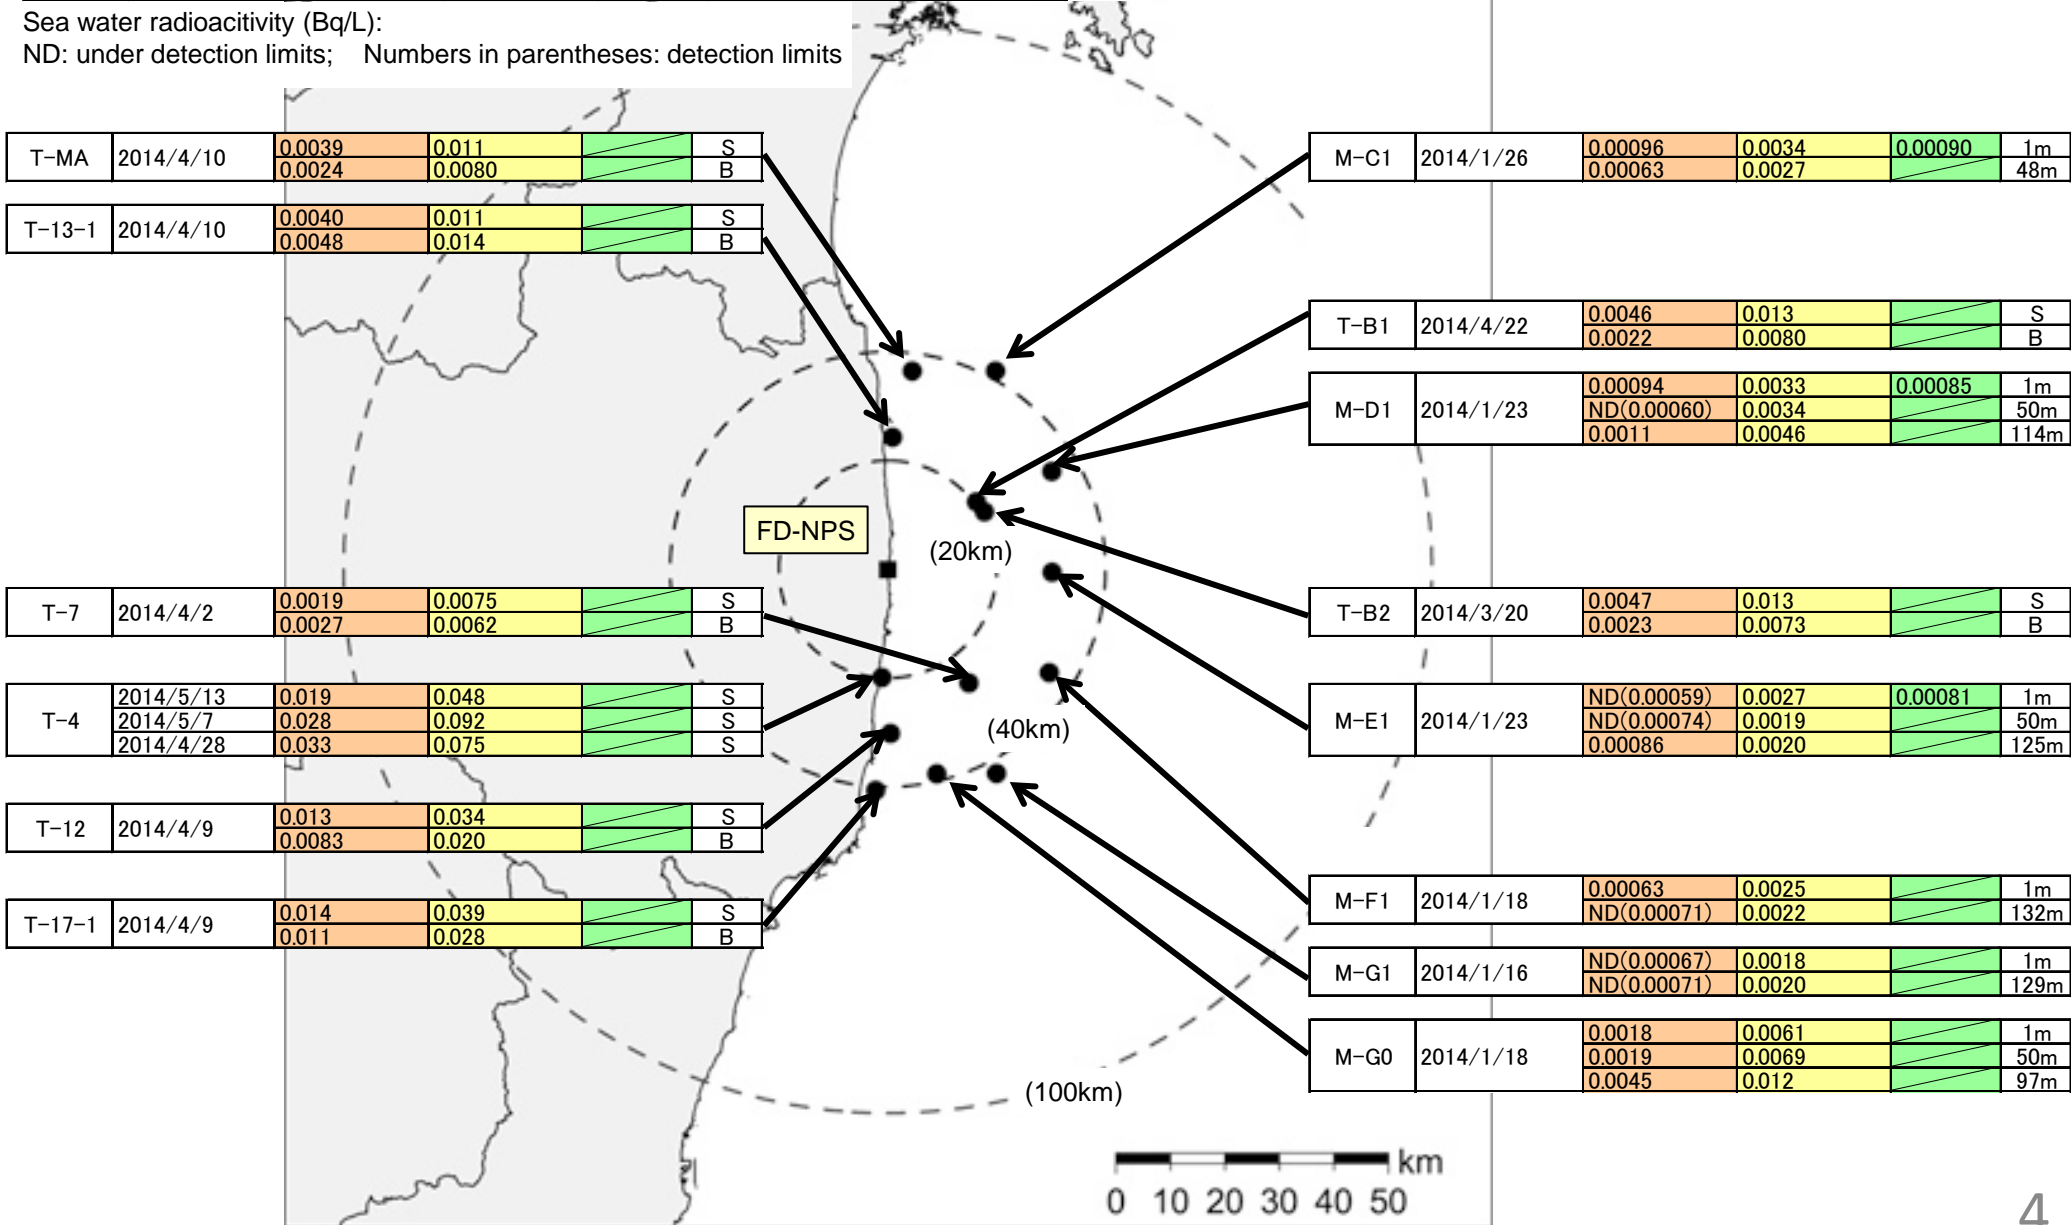 Sea water radioacitivity (Bq/L):
ND: under detection limits; Numbers in parentheses: detection limits
T-MA 2014/4/10 0.0039 0.011 S
0.0024 0.0080 B
T-13-1 2014/4/10 0.0040 0.011 S
0.0048 0.014 B
T-7 2014/4/2 0.0019 0.0075 S
0.0027 0.0062 B
T-4 2014/5/13 0.019 0.048 S
2014/5/7 0.028 0.092 S
2014/4/28 0.033 0.075 S
T-12 2014/4/9 0.013 0.034 S
0.0083 0.020 B
T-17-1 2014/4/9 0.014 0.039 S
0.011 0.028 B
FD-NPS
(20km)
(40km)
(100km)
M-C1 2014/1/26 0.00096 0.0034 0.00090 1m
0.00063 0.0027 48m
T-B1 2014/4/22 0.0046 0.013 S
0.0022 0.0080 B
M-D1 2014/1/23 0.00094 0.0033 0.00085 1m
ND(0.00060) 0.0034 50m
0.0011 0.0046 114m
T-B2 2014/3/20 0.0047 0.013 S
0.0023 0.0073 B
M-E1 2014/1/23 ND(0.00059) 0.0027 0.00081 1m
ND(0.00074) 0.0019 50m
0.00086 0.0020 125m
M-F1 2014/1/18 0.00063 0.0025 1m
ND(0.00071) 0.0022 132m
M-G1 2014/1/16 ND(0.00067) 0.0018 1m
ND(0.00071) 0.0020 129m
M-G0 2014/1/18 0.0018 0.0061 1m
0.0019 0.0069 50m
0.0045 0.012 97m
km
0 10 20 30 40 50
4